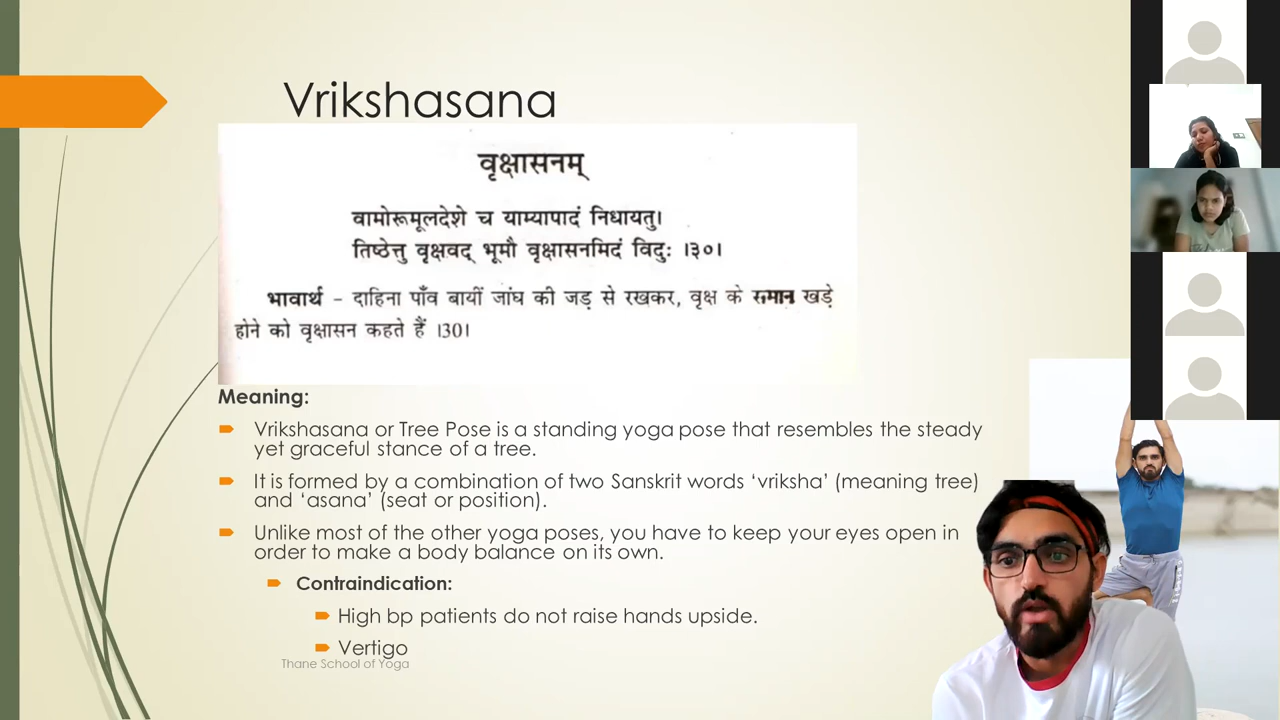 Vrikshasana
वृक्षासनम्
वामोरूमूलदेशे च याम्यापादं निधायतु।
तिष्ठेत्तु वृक्षवद् भूमौ वृक्षासनमिदं विदुः ।३०।
भावार्थ - दाहिना पाँव बायीं जांघ की जड़ से रखकर, वृक्ष के समान खड़े
होने को वृक्षासन कहते हैं ।30।
Meaning:
Vrikshasana or Tree Pose is a standing yoga pose that resembles the steady
yet graceful stance of a tree.
It is formed by a combination of two Sanskrit words ‘vriksha’ (meaning tree)
and ‘asana’ (seat or position).
Unlike most of the other yoga poses, you have to keep your eyes open in
order to make a body balance on its own.
Contraindication:
High bp patients do not raise hands upside.
Vertigo
Thane School of Yoga